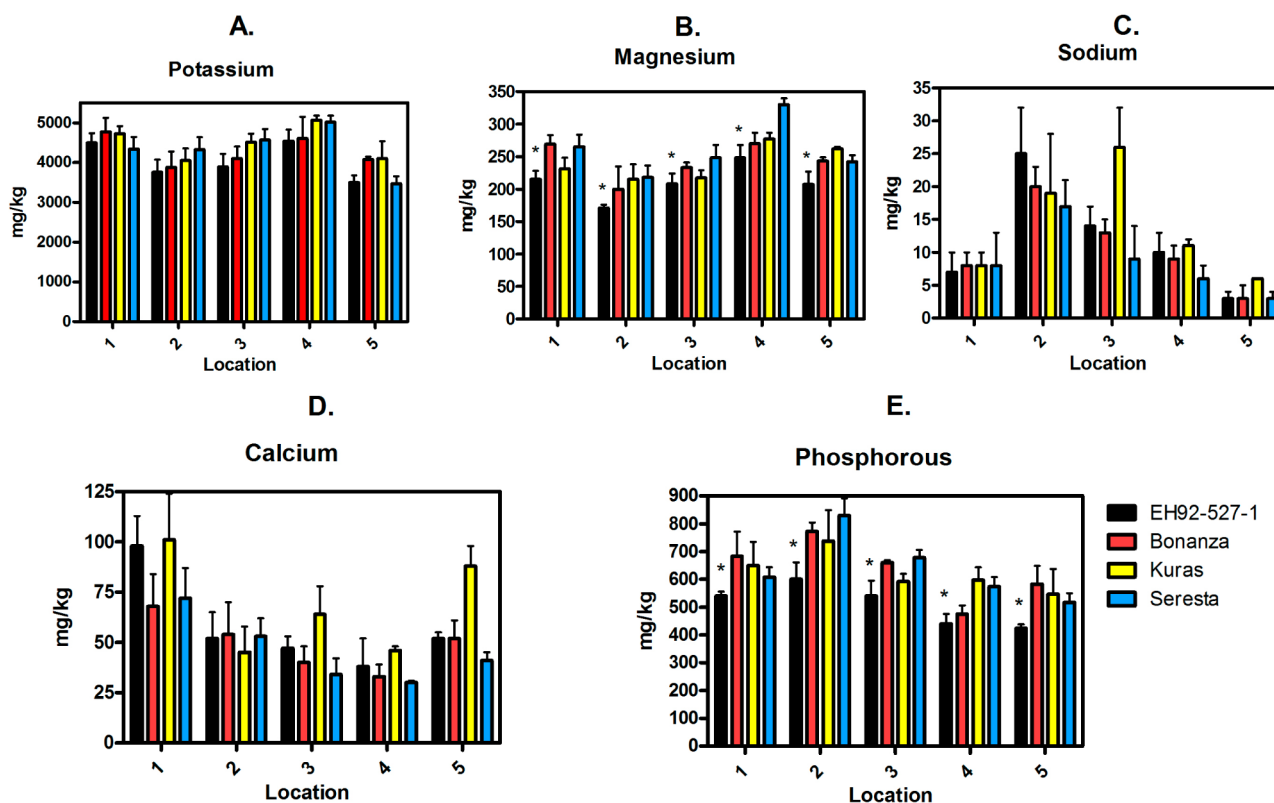 A.
Potassium
5000
4000
3000
2000
1000
0
mg/kg
1 2 3 4 5
Location
B.
Magnesium
350
300
250
200
150
100
50
0
mg/kg
* * * * *
1 2 3 4 5
Location
C.
Sodium
35
30
25
20
15
10
5
0
mg/kg
1 2 3 4 5
Location
D.
Calcium
125
100
75
50
25
0
mg/kg
1 2 3 4 5
Location
E.
Phosphorous
900
800
700
600
500
400
300
200
100
0
mg/kg
* * * * *
1 2 3 4 5
Location
EH92-527-1
Bonanza
Kuras
Seresta